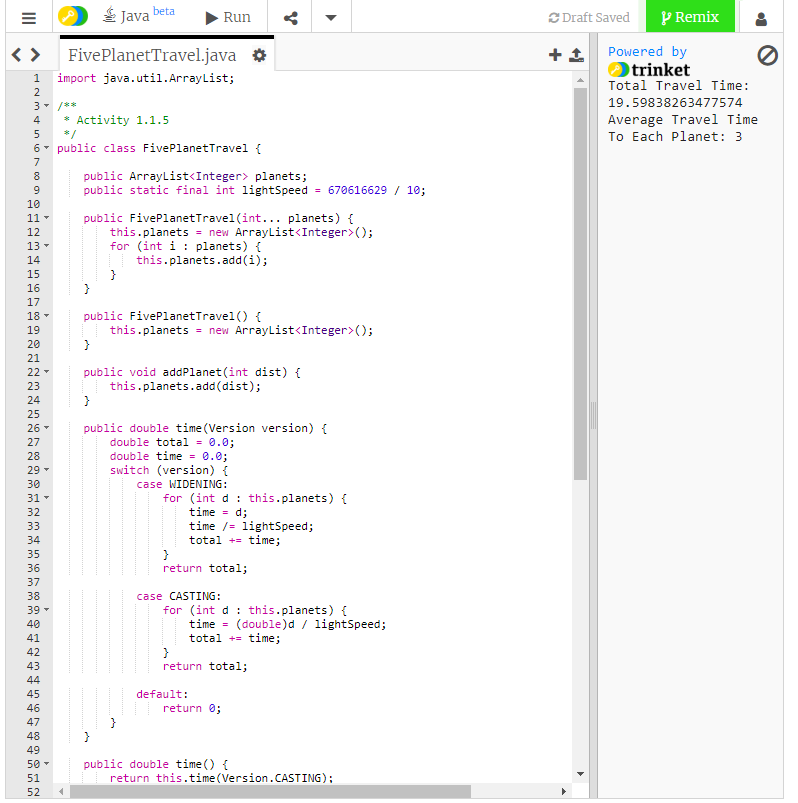 Java beta
Run
Draft Saved
Remix
FivePlanetTravel.java
1 import java.util.ArrayList;
2
3 /**
4 * Activity 1.1.5
5 */
6 public class FivePlanetTravel {
7
8 public ArrayList<Integer> planets;
9 public static final int lightSpeed = 670616629 / 10;
10
11 public FivePlanetTravel(int... planets) {
12 this.planets = new ArrayList<Integer>();
13 for (int i : planets) {
14 this.planets.add(i);
15 }
16 }
17
18 public FivePlanetTravel() {
19 this.planets = new ArrayList<Integer>();
20 }
21
22 public void addPlanet(int dist) {
23 this.planets.add(dist);
24 }
25
26 public double time(Version version) {
27 double total = 0.0;
28 double time = 0.0;
29 switch (version) {
30 case WIDENING:
31 for (int d : this.planets) {
32 time = d;
33 time /= lightSpeed;
34 total += time;
35 }
36 return total;
37
38 case CASTING:
39 for (int d : this.planets) {
40 time = (double)d / lightSpeed;
41 total += time;
42 }
43 return total;
44
45 default:
46 return 0;
47 }
48 }
49
50 public double time() {
51 return this.time(Version.CASTING);
52
Powered by
trinket
Total Travel Time:
19.59838263477574
Average Travel Time
To Each Planet: 3